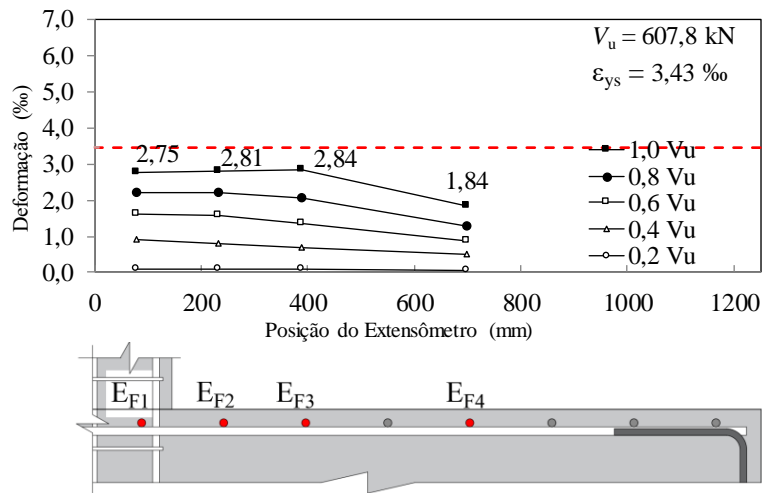 7,0
6,0
5,0
4,0
3,0
2,0
1,0
0,0
Deformação (‰)
Vu = 607,8 kN
εys = 3,43 ‰
2,75 2,81 2,84 1,84
1,0 Vu
0,8 Vu
0,6 Vu
0,4 Vu
0,2 Vu
0 200 400 600 800 1000 1200
Posição do Extensômetro (mm)
EF1 EF2 EF3 EF4